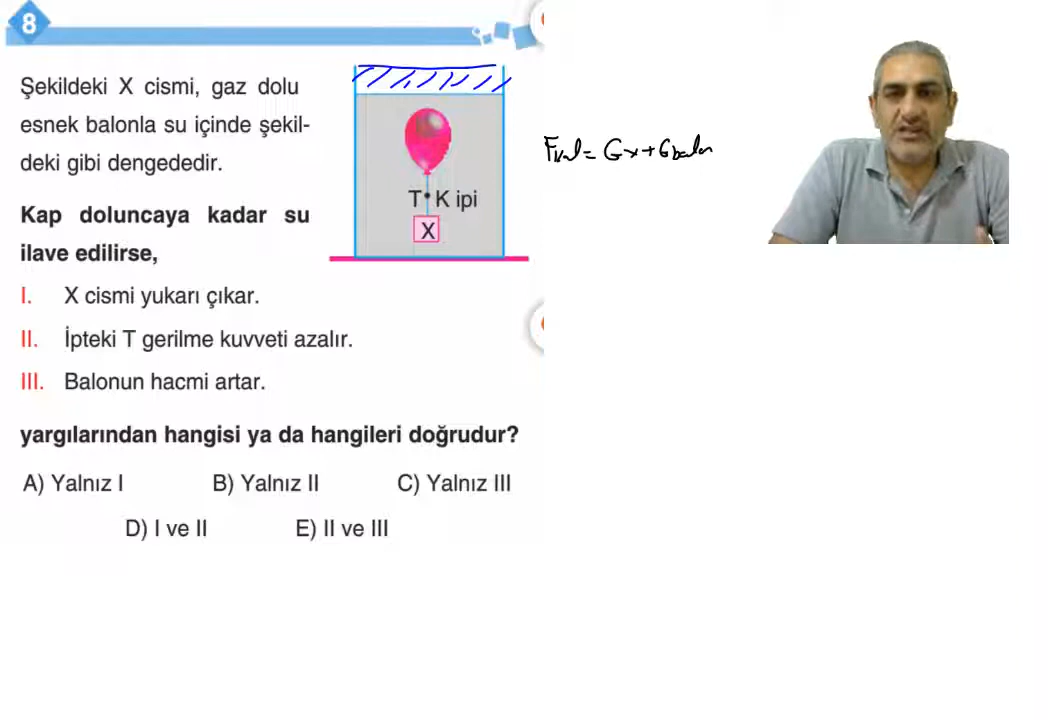 8
Şekildeki X cismi, gaz dolu
esnek balonla su içinde şekil-
deki gibi dengededir.
Kap doluncaya kadar su
ilave edilirse,
T K ipi
X
Fkal = Gx + Gbalon
I. X cismi yukarı çıkar.
II. İpteki T gerilme kuvveti azalır.
III. Balonun hacmi artar.
yargılarından hangisi ya da hangileri doğrudur?
A) Yalnız I B) Yalnız II C) Yalnız III
D) I ve II E) II ve III